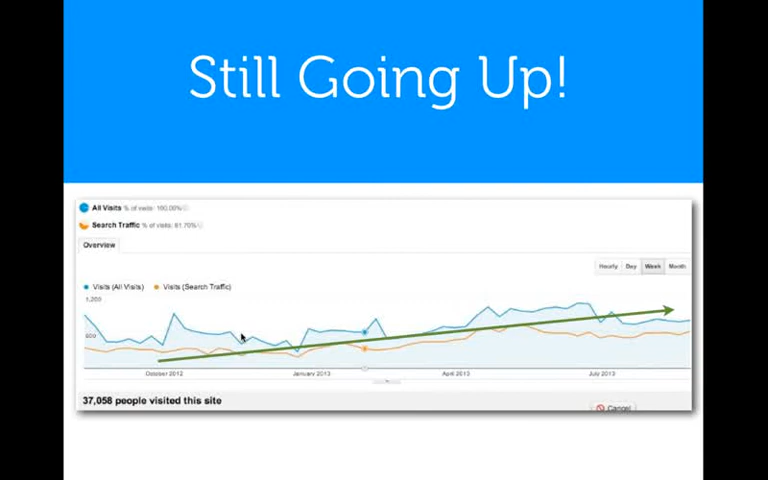 Still Going Up!
All Visits % of visits: 100.00%
Search Traffic % of visits: 61.70%
Overview
Hourly Day Week Month
Visits (All Visits) Visits (Search Traffic)
1,200
600
October 2012 January 2013 April 2013 July 2013
37,058 people visited this site
Cancel